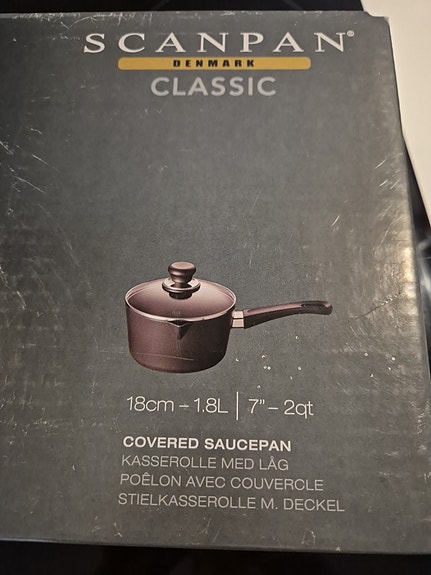 SCANPAN®
DENMARK
CLASSIC
18cm – 1.8L | 7" – 2qt
COVERED SAUCEPAN
KASSEROLLE MED LÅG
POÊLON AVEC COUVERCLE
STIELKASSEROLLE M. DECKEL